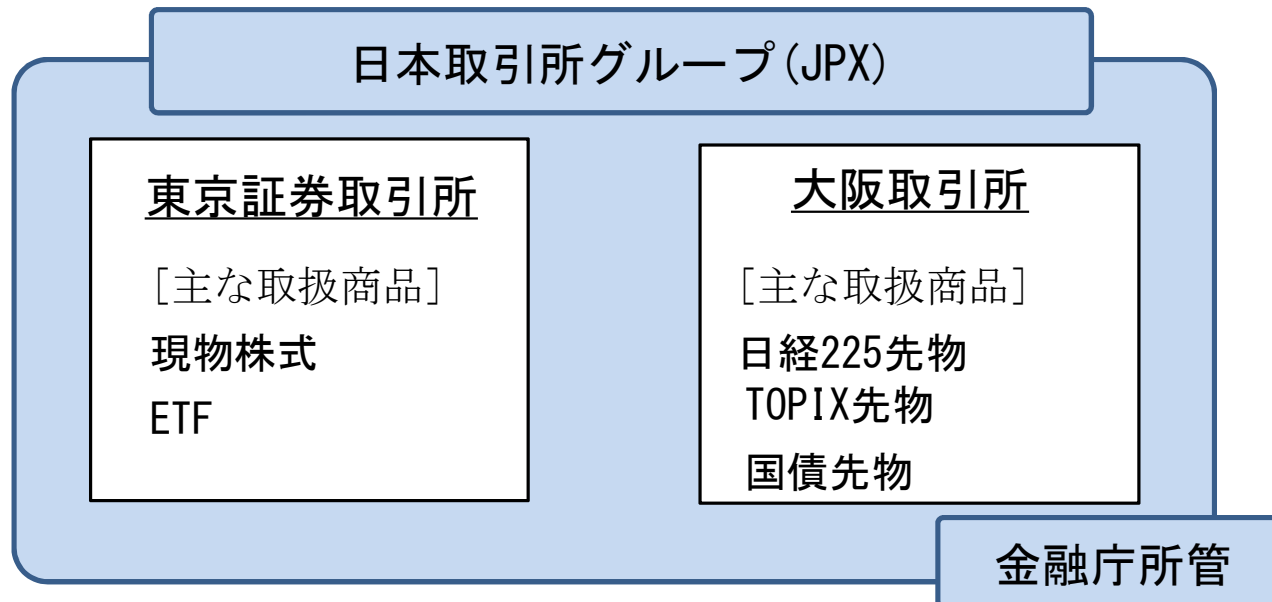 日本取引所グループ(JPX)
東京証券取引所
[主な取扱商品]
現物株式
ETF
大阪取引所
[主な取扱商品]
日経225先物
TOPIX先物
国債先物
金融庁所管